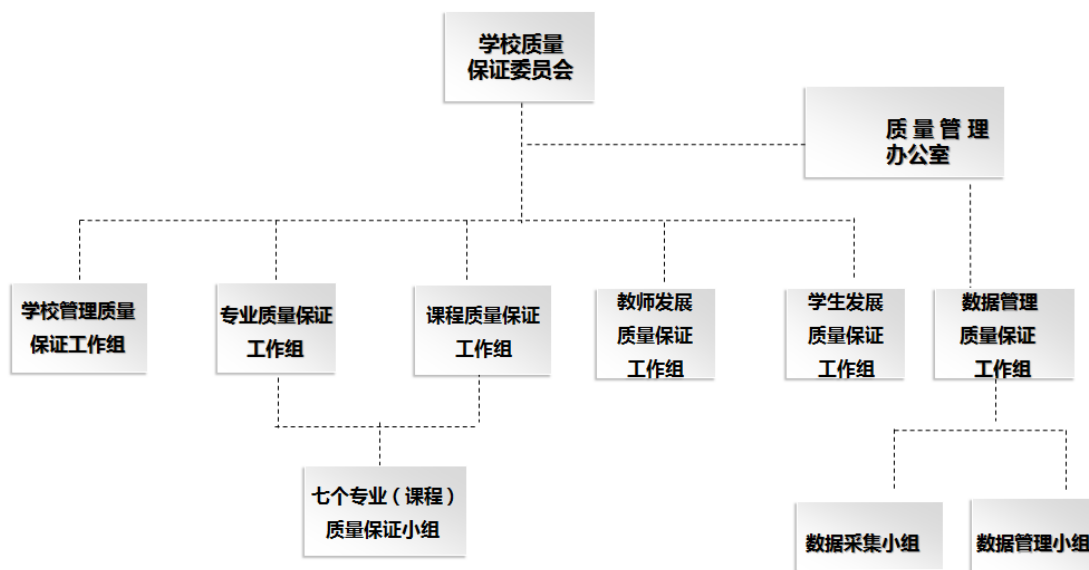 学校质量
保证委员会
质量管理
办公室
学校管理质量
保证工作组
专业质量保证
工作组
课程质量保证
工作组
教师发展
质量保证
工作组
学生发展
质量保证
工作组
数据管理
质量保证
工作组
七个专业（课程）
质量保证小组
数据采集小组
数据管理小组